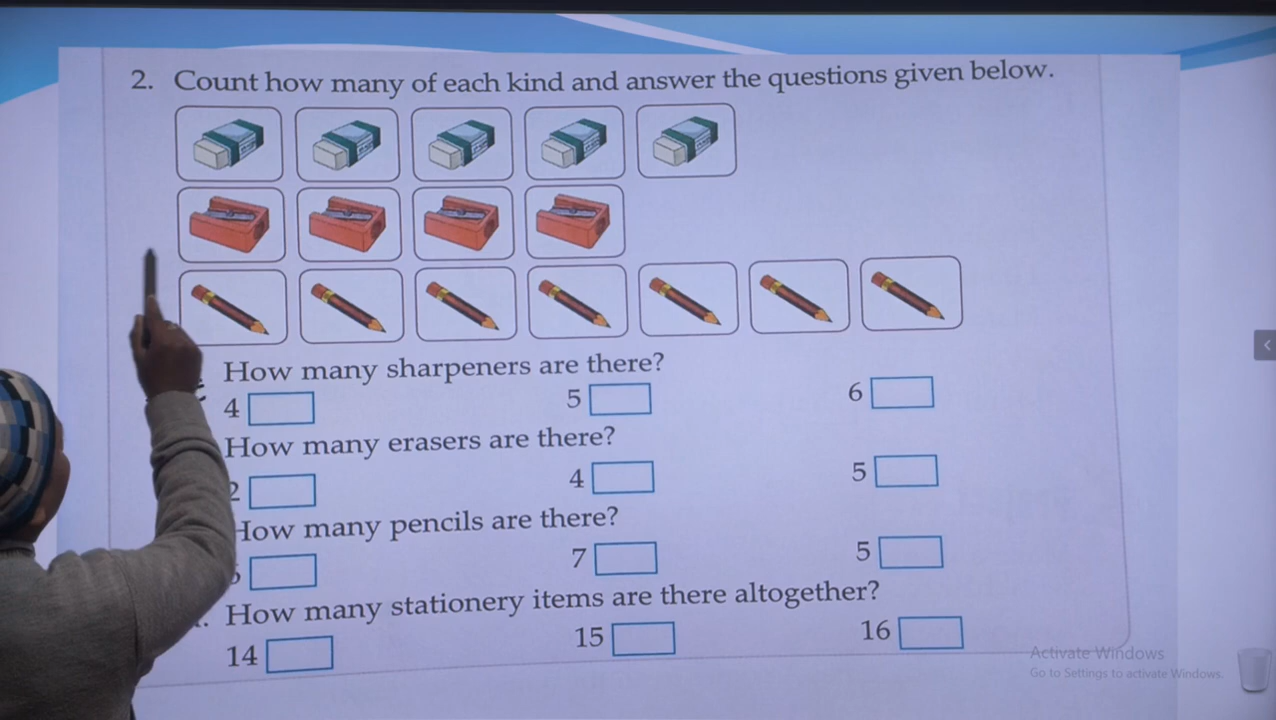 2. Count how many of each kind and answer the questions given below.
How many sharpeners are there?
4 5 6
How many erasers are there?
2 4 5
How many pencils are there?
7 5
How many stationery items are there altogether?
14 15 16
Activate Windows
Go to Settings to activate Windows.